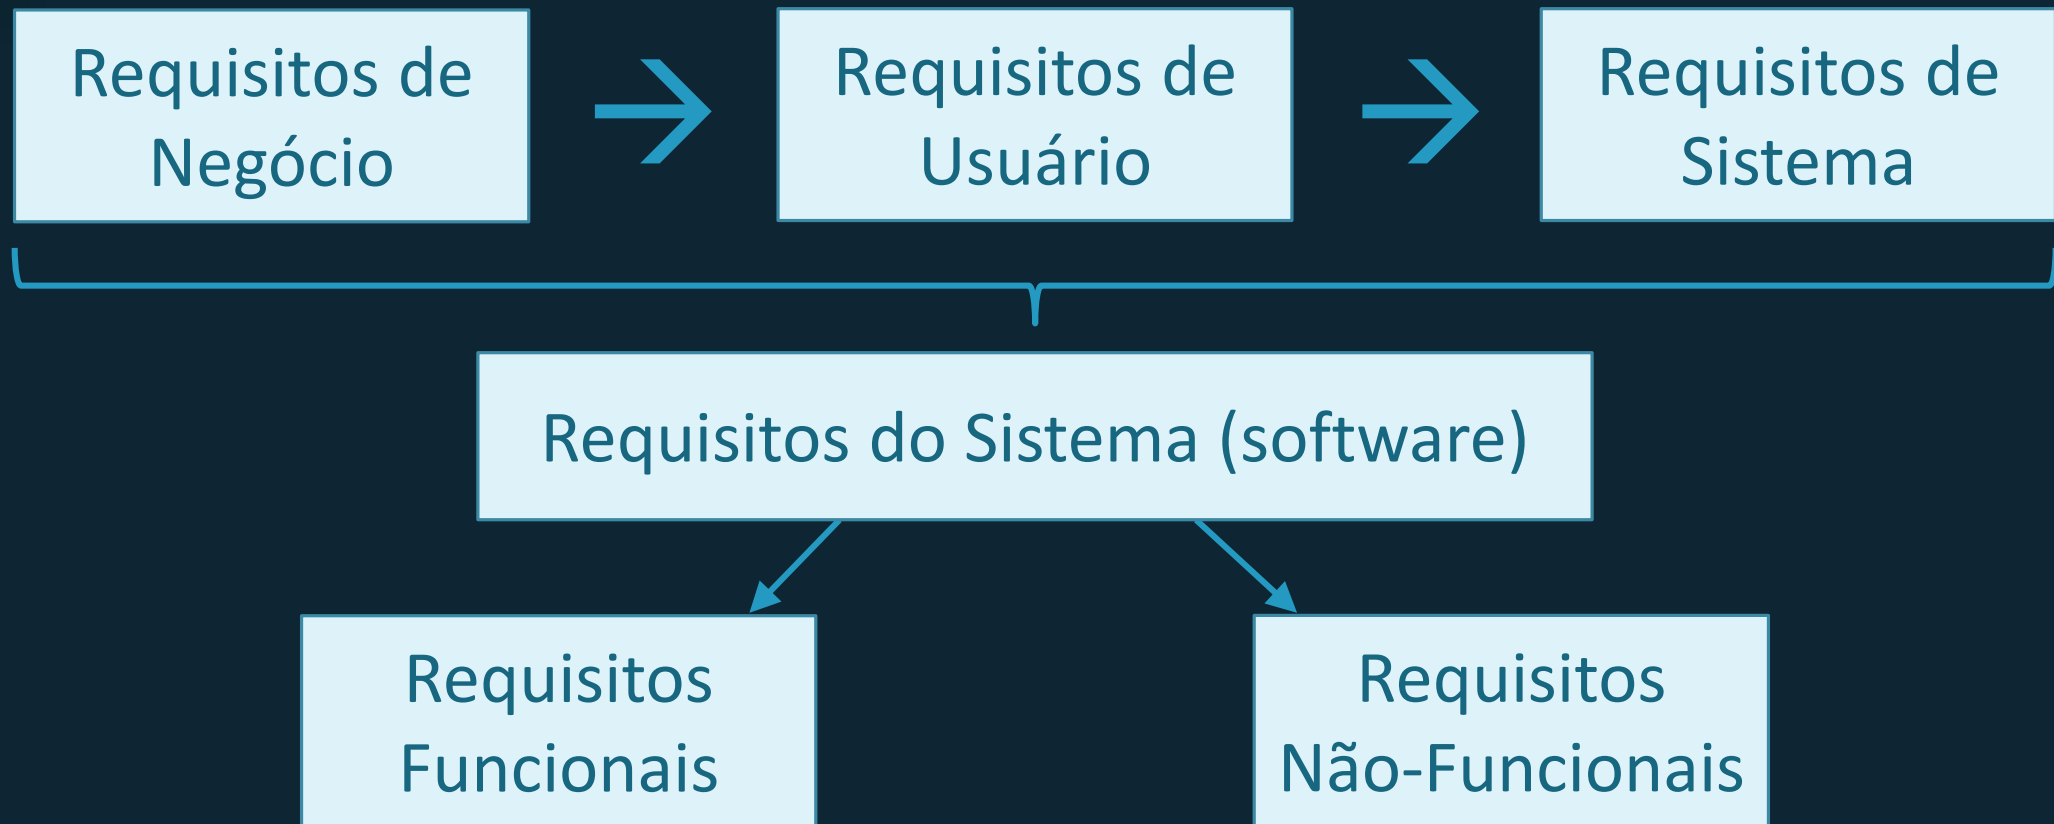 Requisitos de
Negócio
Requisitos de
Usuário
Requisitos de
Sistema
Requisitos do Sistema (software)
Requisitos
Funcionais
Requisitos
Não-Funcionais